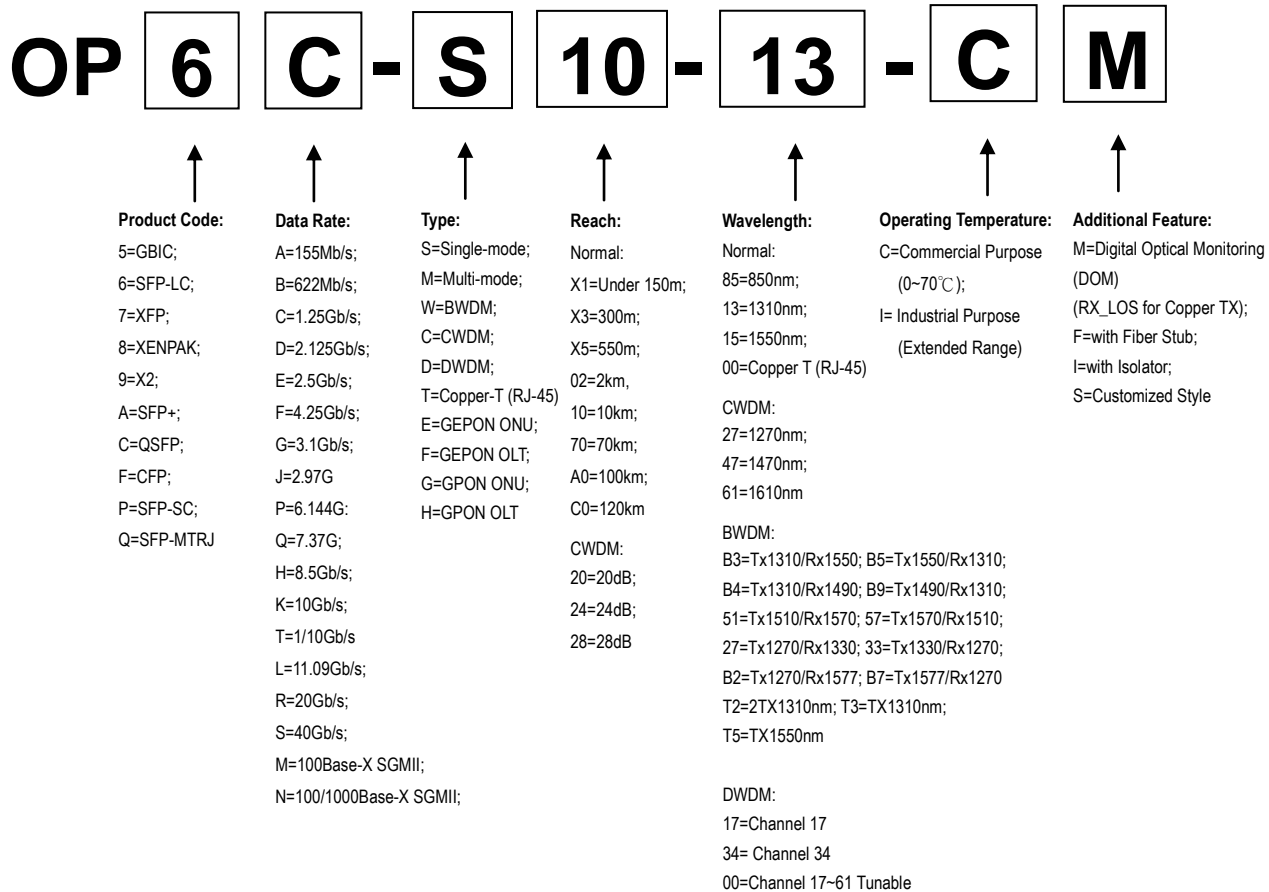 OP 6 C - S 10 - 13 - C M
Product Code:
5=GBIC;
6=SFP-LC;
7=XFP;
8=XENPAK;
9=X2;
A=SFP+;
C=QSFP;
F=CFP;
P=SFP-SC;
Q=SFP-MTRJ
Data Rate:
A=155Mb/s;
B=622Mb/s;
C=1.25Gb/s;
D=2.125Gb/s;
E=2.5Gb/s;
F=4.25Gb/s;
G=3.1Gb/s;
J=2.97G
P=6.144G:
Q=7.37G;
H=8.5Gb/s;
K=10Gb/s;
T=1/10Gb/s
L=11.09Gb/s;
R=20Gb/s;
S=40Gb/s;
M=100Base-X SGMII;
N=100/1000Base-X SGMII;
Type:
S=Single-mode;
M=Multi-mode;
W=BWDM;
C=CWDM;
D=DWDM;
T=Copper-T (RJ-45)
E=GEPON ONU;
F=GEPON OLT;
G=GPON ONU;
H=GPON OLT
Reach:
Normal:
X1=Under 150m;
X3=300m;
X5=550m;
02=2km,
10=10km;
70=70km;
A0=100km;
C0=120km
CWDM:
20=20dB;
24=24dB;
28=28dB
Wavelength:
Normal:
85=850nm;
13=1310nm;
15=1550nm;
00=Copper T (RJ-45)
CWDM:
27=1270nm;
47=1470nm;
61=1610nm
BWDM:
B3=Tx1310/Rx1550; B5=Tx1550/Rx1310;
B4=Tx1310/Rx1490; B9=Tx1490/Rx1310;
51=Tx1510/Rx1570; 57=Tx1570/Rx1510;
27=Tx1270/Rx1330; 33=Tx1330/Rx1270;
B2=Tx1270/Rx1577; B7=Tx1577/Rx1270
T2=2TX1310nm; T3=TX1310nm;
T5=TX1550nm
DWDM:
17=Channel 17
34= Channel 34
00=Channel 17~61 Tunable
Operating Temperature:
C=Commercial Purpose
(0~70℃);
I= Industrial Purpose
(Extended Range)
Additional Feature:
M=Digital Optical Monitoring
(DOM)
(RX_LOS for Copper TX);
F=with Fiber Stub;
I=with Isolator;
S=Customized Style